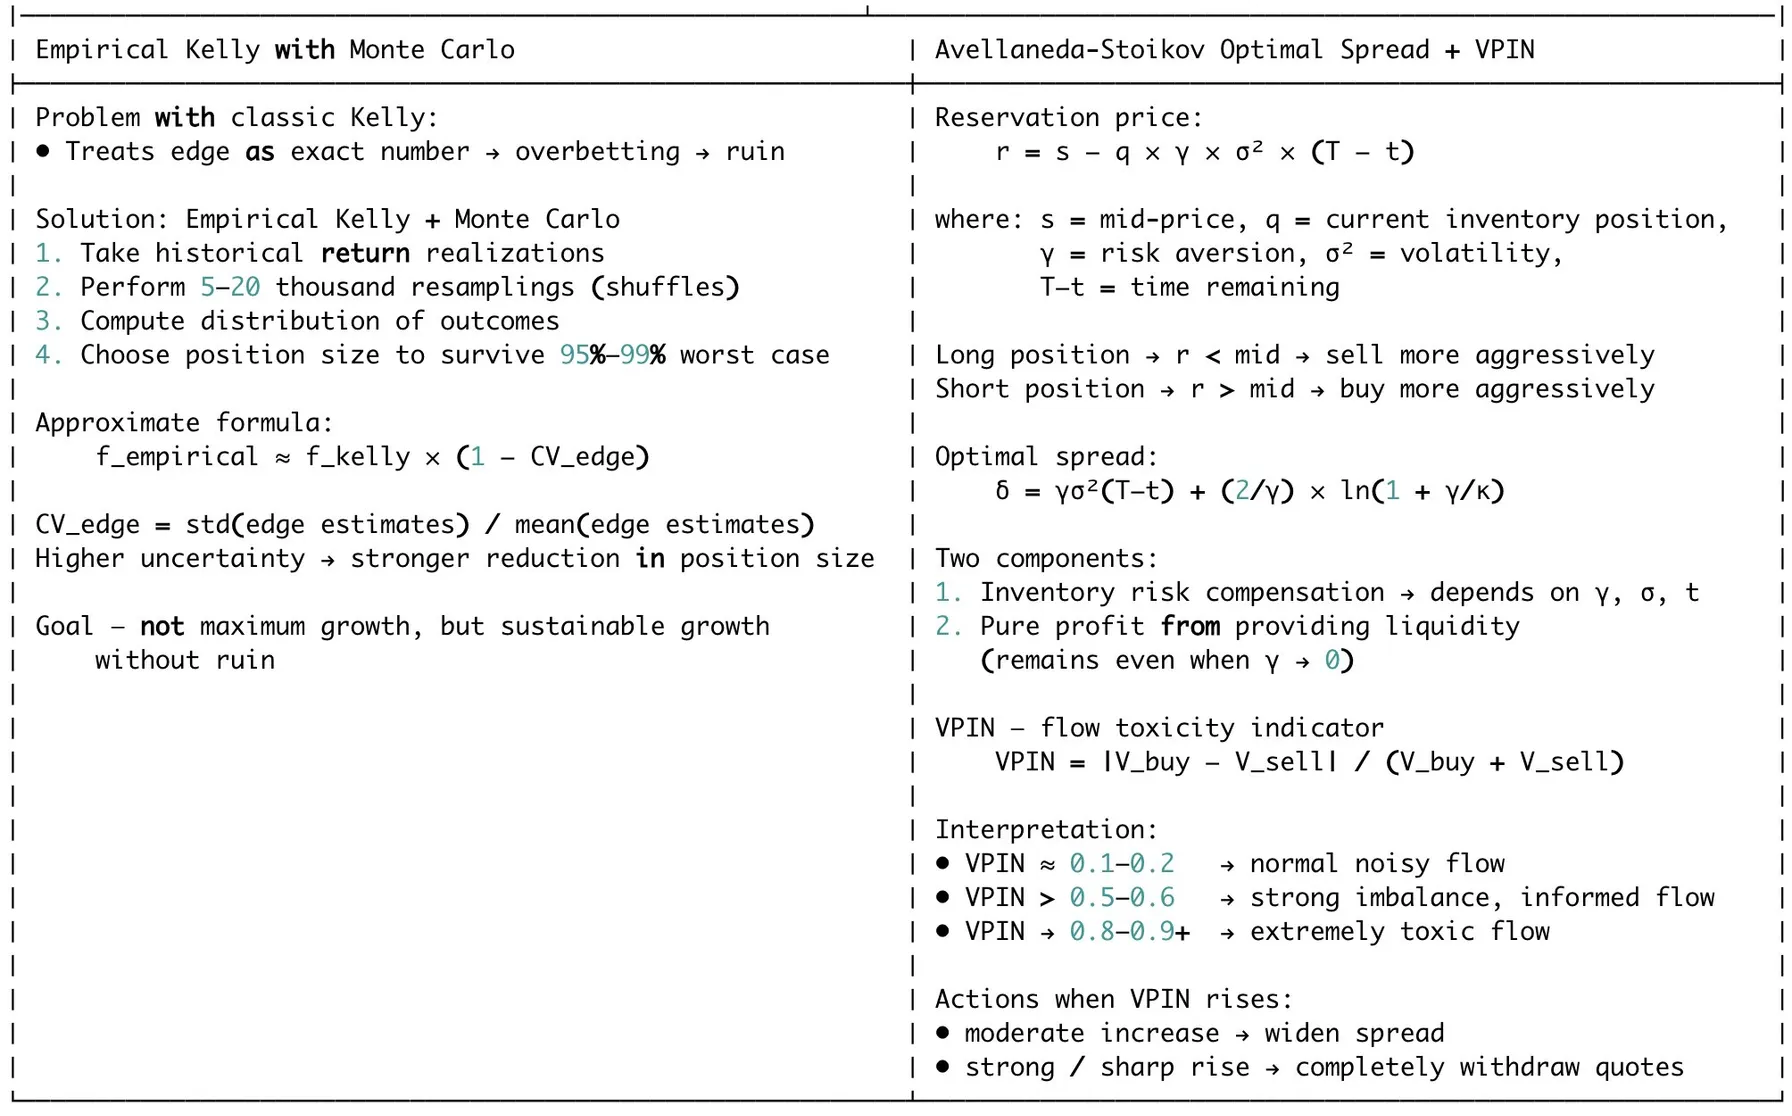 Empirical Kelly with Monte Carlo
Problem with classic Kelly:
● Treats edge as exact number → overbetting → ruin
Solution: Empirical Kelly + Monte Carlo
1. Take historical return realizations
2. Perform 5–20 thousand resamplings (shuffles)
3. Compute distribution of outcomes
4. Choose position size to survive 95%–99% worst case
Approximate formula:
f_empirical ≈ f_kelly × (1 – CV_edge)
CV_edge = std(edge estimates) / mean(edge estimates)
Higher uncertainty → stronger reduction in position size
Goal – not maximum growth, but sustainable growth
without ruin
Avellaneda-Stoikov Optimal Spread + VPIN
Reservation price:
r = s – q × γ × σ² × (T – t)
where: s = mid-price, q = current inventory position,
γ = risk aversion, σ² = volatility,
T–t = time remaining
Long position → r < mid → sell more aggressively
Short position → r > mid → buy more aggressively
Optimal spread:
δ = γσ²(T–t) + (2/γ) × ln(1 + γ/κ)
Two components:
1. Inventory risk compensation → depends on γ, σ, t
2. Pure profit from providing liquidity
(remains even when γ → 0)
VPIN – flow toxicity indicator
VPIN = |V_buy – V_sell| / (V_buy + V_sell)
Interpretation:
● VPIN ≈ 0.1–0.2 → normal noisy flow
● VPIN > 0.5–0.6 → strong imbalance, informed flow
● VPIN → 0.8–0.9+ → extremely toxic flow
Actions when VPIN rises:
● moderate increase → widen spread
● strong / sharp rise → completely withdraw quotes